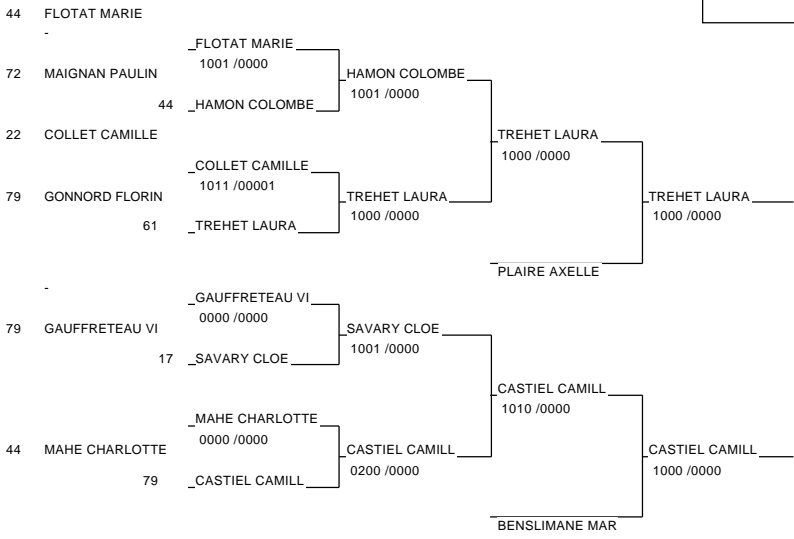 44 FLOTAT MARIE
-
FLOTAT MARIE
1001 /0000
72 MAIGNAN PAULIN
HAMON COLOMBE
1001 /0000
44 HAMON COLOMBE
22 COLLET CAMILLE
TREHET LAURA
1000 /0000
COLLET CAMILLE
1011 /00001
79 GONNORD FLORIN
TREHET LAURA
1000 /0000
TREHET LAURA
1000 /0000
61 TREHET LAURA
PLAIRE AXELLE
-
GAUFFRETEAU VI
0000 /0000
79 GAUFFRETEAU VI
SAVARY CLOE
1001 /0000
17 SAVARY CLOE
CASTIEL CAMILL
1010 /0000
MAHE CHARLOTTE
0000 /0000
44 MAHE CHARLOTTE
CASTIEL CAMILL
0200 /0000
CASTIEL CAMILL
1000 /0000
79 CASTIEL CAMILL
BENSLIMANE MAR